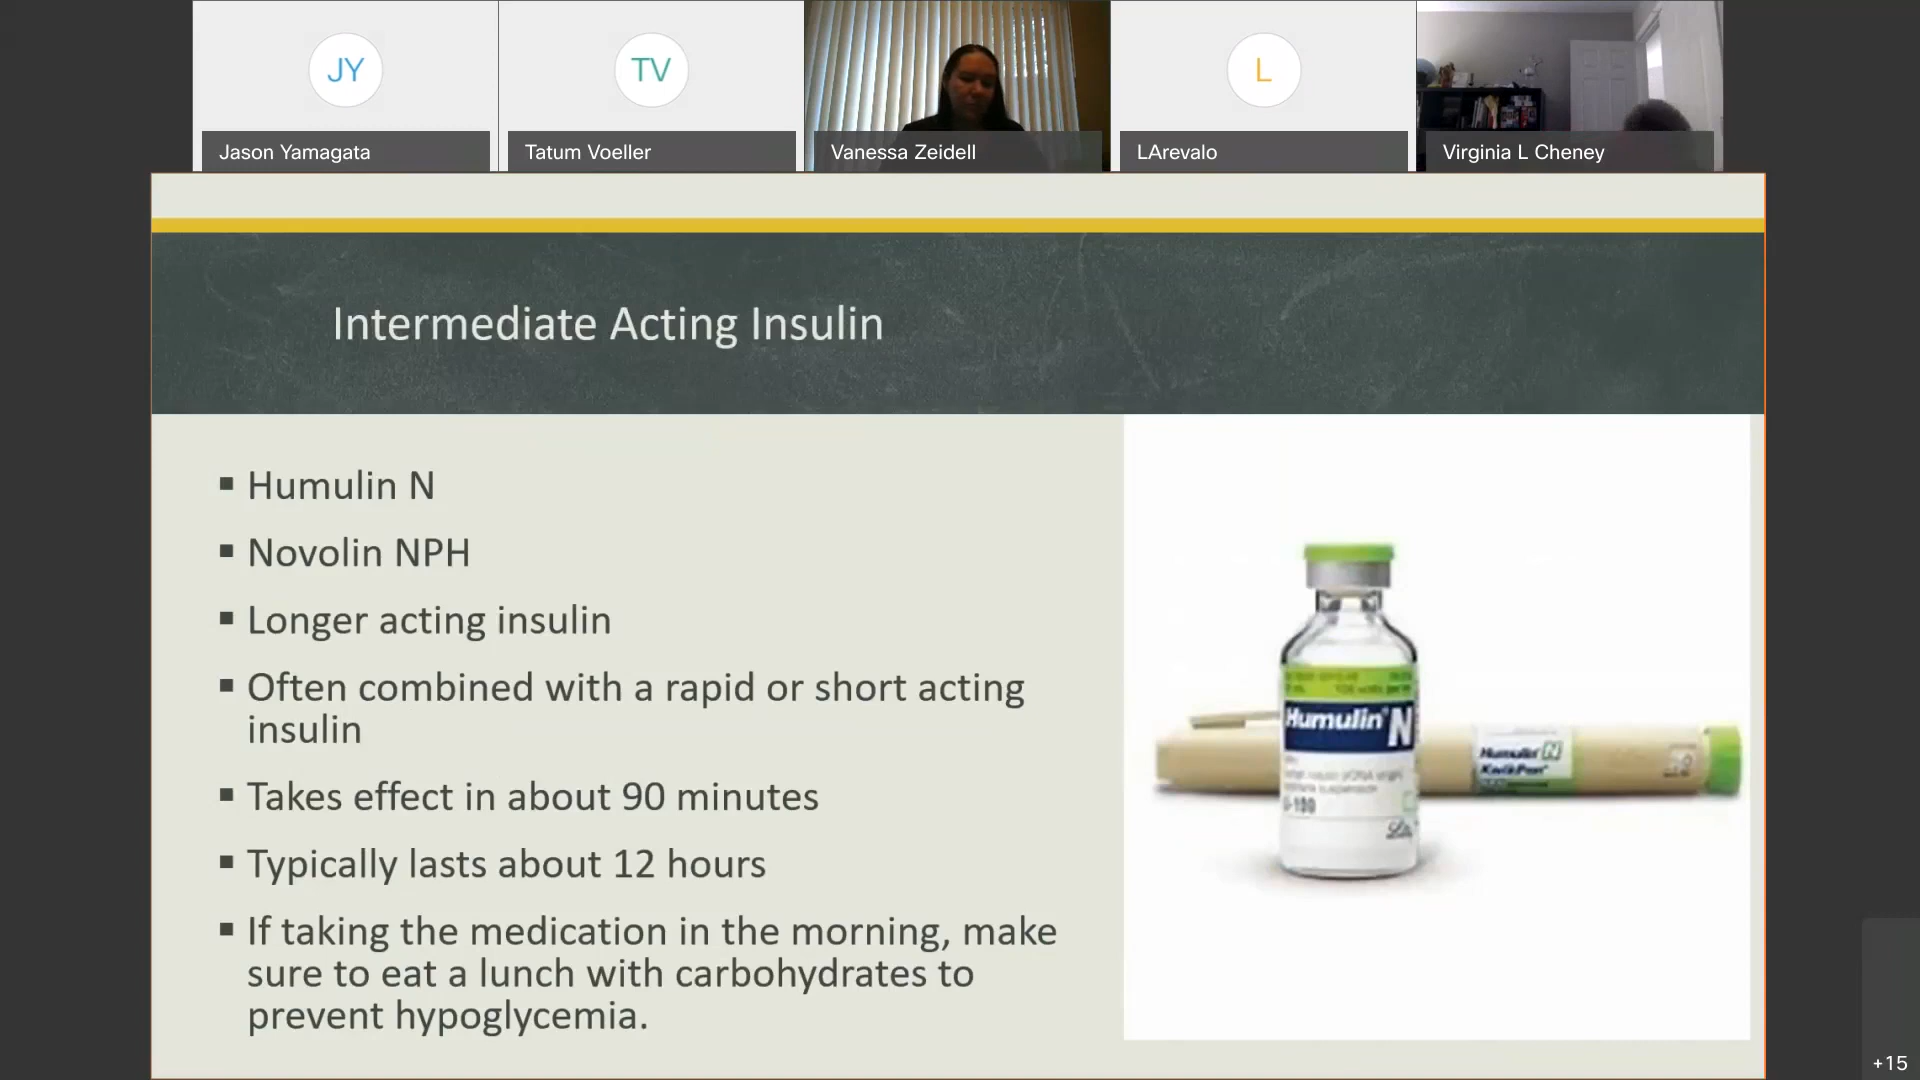 JY
TV
L
Jason Yamagata
Tatum Voeller
Vanessa Zeidell
LArevalo
Virginia L Cheney
Intermediate Acting Insulin
▪ Humulin N
▪ Novolin NPH
▪ Longer acting insulin
▪ Often combined with a rapid or short acting
insulin
▪ Takes effect in about 90 minutes
▪ Typically lasts about 12 hours
▪ If taking the medication in the morning, make
sure to eat a lunch with carbohydrates to
prevent hypoglycemia.
Humulin N
Humulin N
KwikPen
Lilly
+15